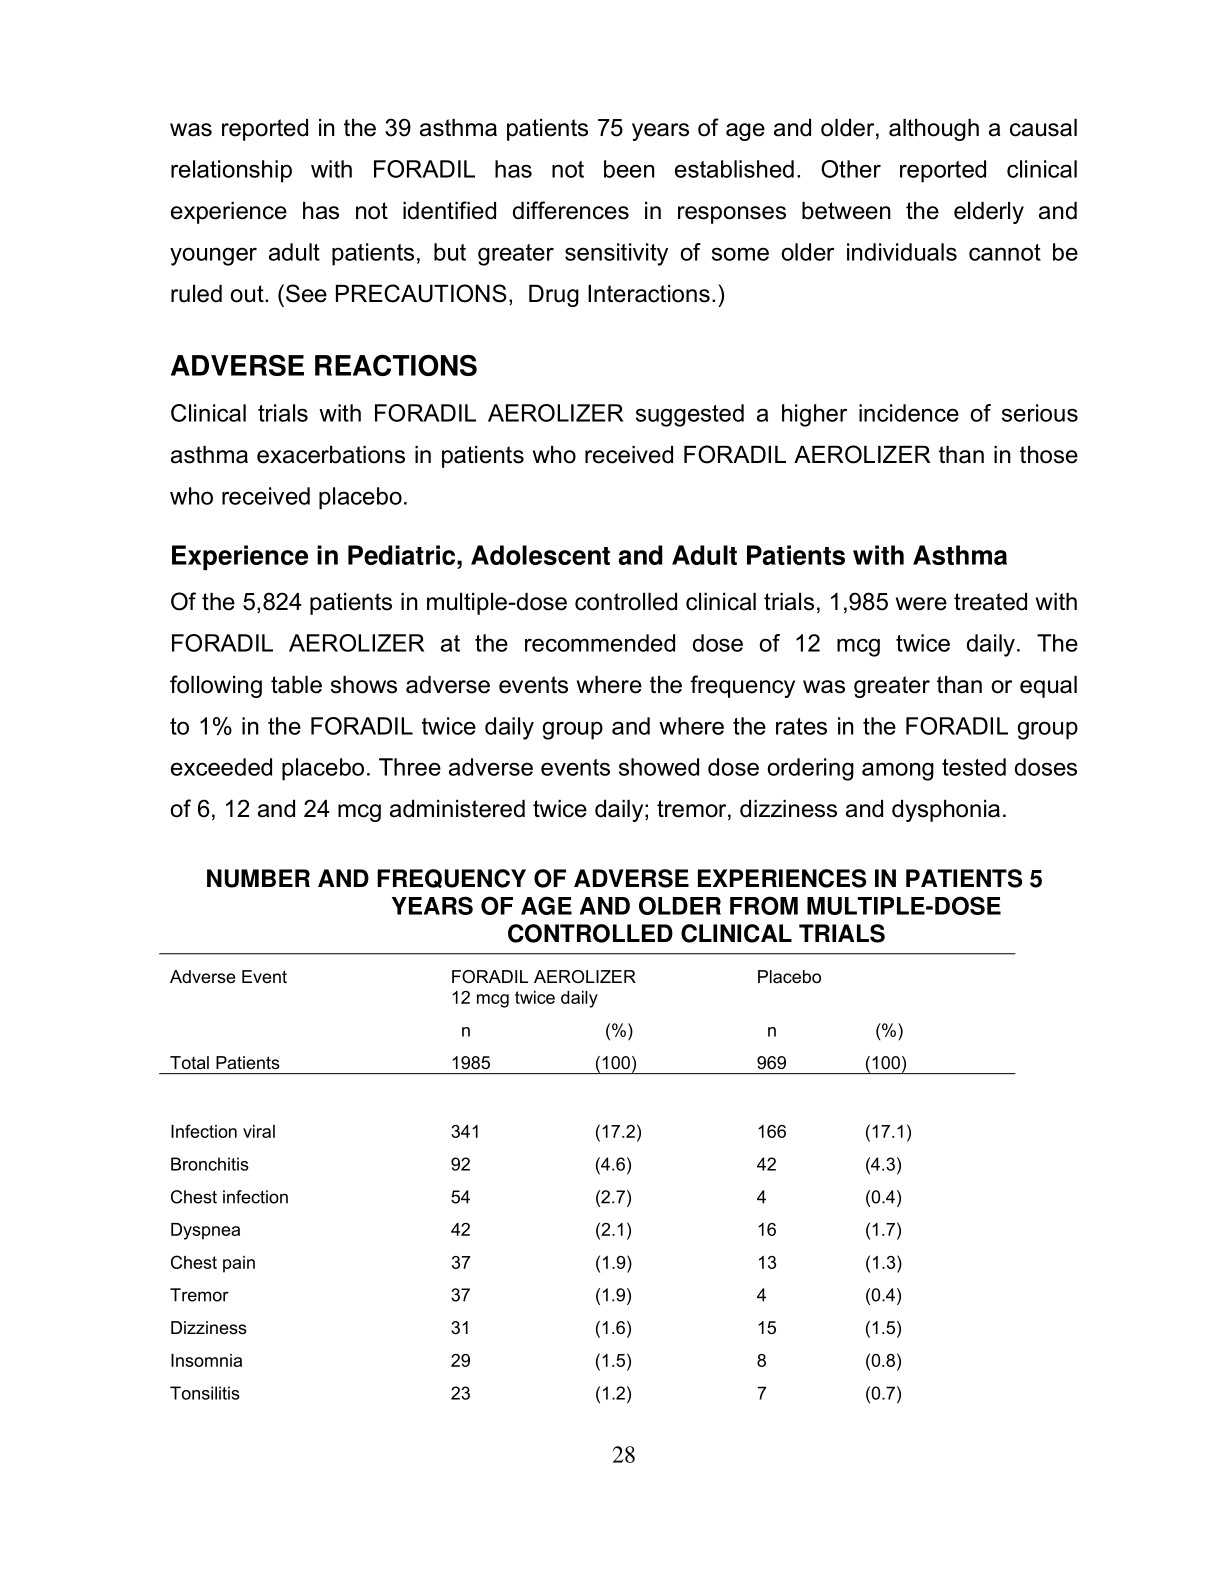 was reported in the 39 asthma patients 75 years of age and older, although a causal
relationship with FORADIL has not been established. Other reported clinical
experience has not identified differences in responses between the elderly and
younger adult patients, but greater sensitivity of some older individuals cannot be
ruled out. (See PRECAUTIONS,  Drug Interactions.)
ADVERSE REACTIONS
Clinical trials with FORADIL AEROLIZER suggested a higher incidence of serious
asthma exacerbations in patients who received FORADIL AEROLIZER than in those
who received placebo.
Experience in Pediatric, Adolescent and Adult Patients with Asthma
Of the 5,824 patients in multiple-dose controlled clinical trials, 1,985 were treated with
FORADIL AEROLIZER at the recommended dose of 12 mcg twice daily. The
following table shows adverse events where the frequency was greater than or equal
to 1% in the FORADIL twice daily group and where the rates in the FORADIL group
exceeded placebo. Three adverse events showed dose ordering among tested doses
of 6, 12 and 24 mcg administered twice daily; tremor, dizziness and dysphonia.
NUMBER AND FREQUENCY OF ADVERSE EXPERIENCES IN PATIENTS 5
YEARS OF AGE AND OLDER FROM MULTIPLE-DOSE
CONTROLLED CLINICAL TRIALS
Adverse Event FORADIL AEROLIZER Placebo
12 mcg twice daily
n (%) n (%)
Total Patients 1985 (100) 969 (100)
Infection viral 341 (17.2) 166 (17.1)
Bronchitis 92 (4.6) 42 (4.3)
Chest infection 54 (2.7) 4 (0.4)
Dyspnea 42 (2.1) 16 (1.7)
Chest pain 37 (1.9) 13 (1.3)
Tremor 37 (1.9) 4 (0.4)
Dizziness 31 (1.6) 15 (1.5)
Insomnia 29 (1.5) 8 (0.8)
Tonsilitis 23 (1.2) 7 (0.7)
28